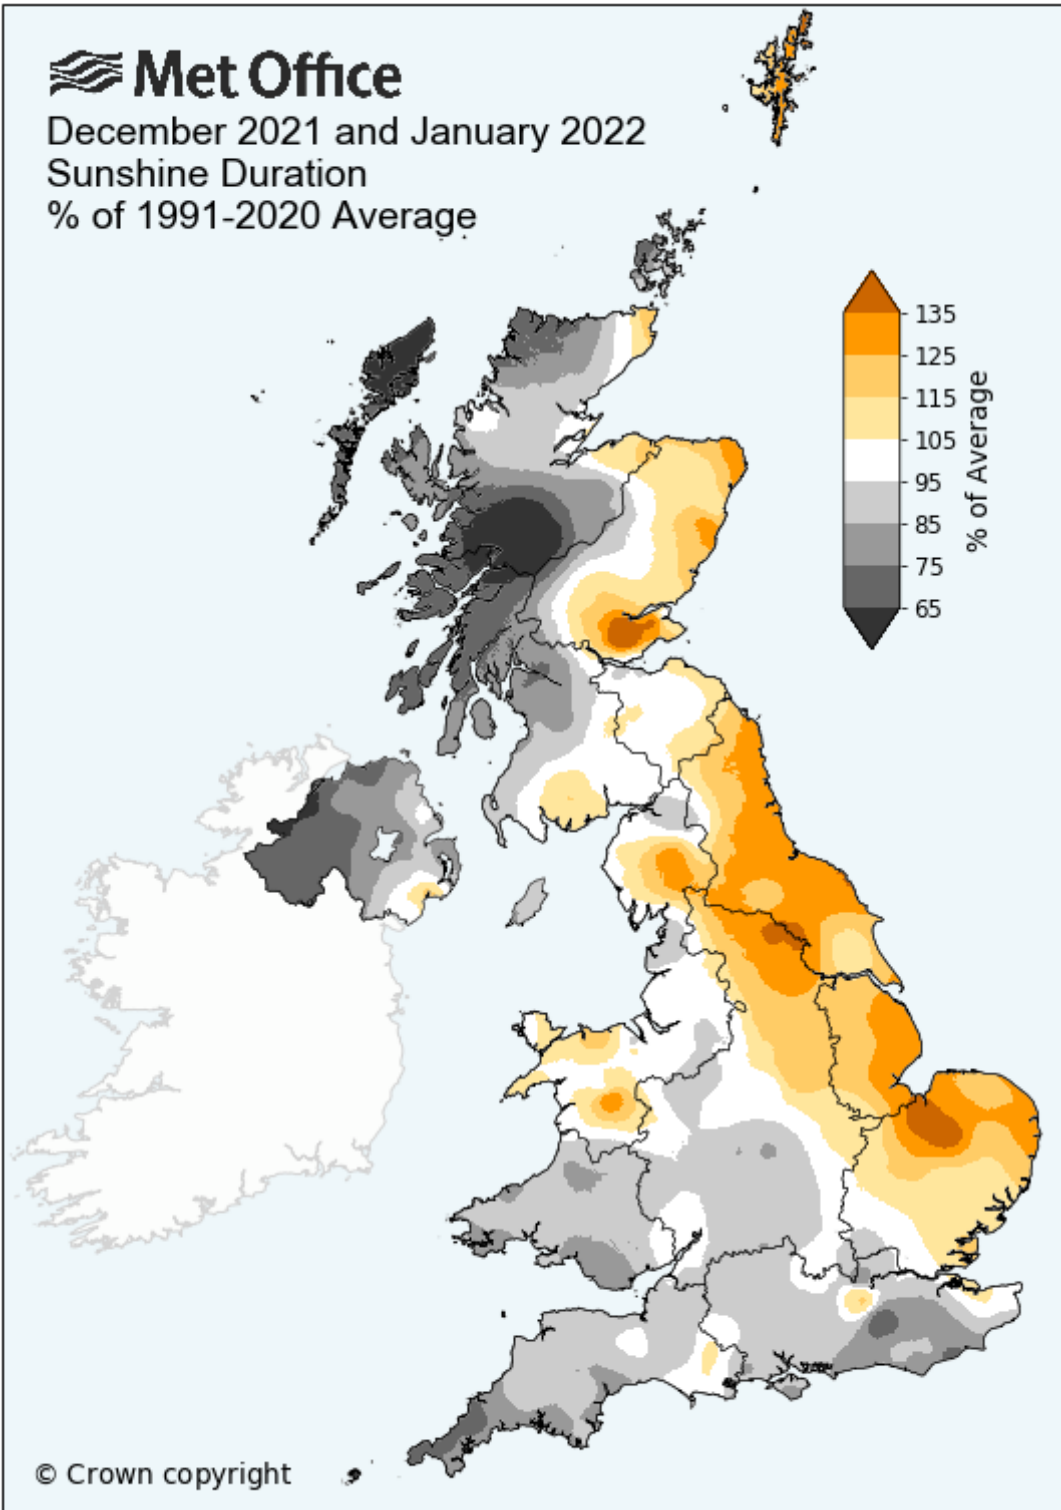 Met Office
December 2021 and January 2022
Sunshine Duration
% of 1991-2020 Average
135
125
115
105
95
85
75
65
% of Average
© Crown copyright